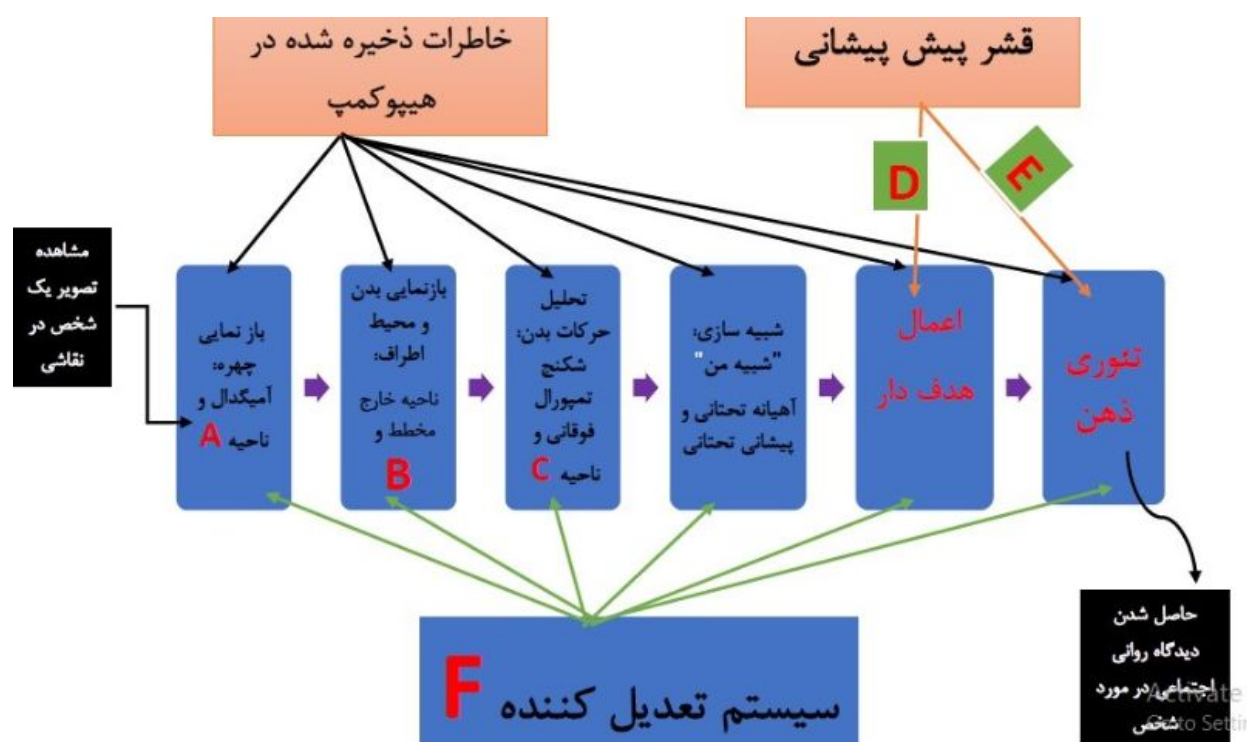 خاطرات ذخیره شده در
هیپوکمپ
قشر پیش پیشانی
D
E
مشاهده
تصویر یک
شخص در
نقاشی
باز نمایی
چهره:
آمیگدال و
ناحیه A
بازنمایی بدن
و محیط
اطراف:
ناحیه خارج
مخطط و
B
تحلیل
حرکات بدن:
شکنج
تمپورال
فوقانی و
ناحیه C
شبیه سازی:
"شبیه من"
آهیانه تحتانی و
پیشانی تحتانی
اعمال
هدف دار
تئوری
ذهن
سیستم تعدیل کننده F
حاصل شدن
دیدگاه روانی
اجتماعی در مورد
شخص